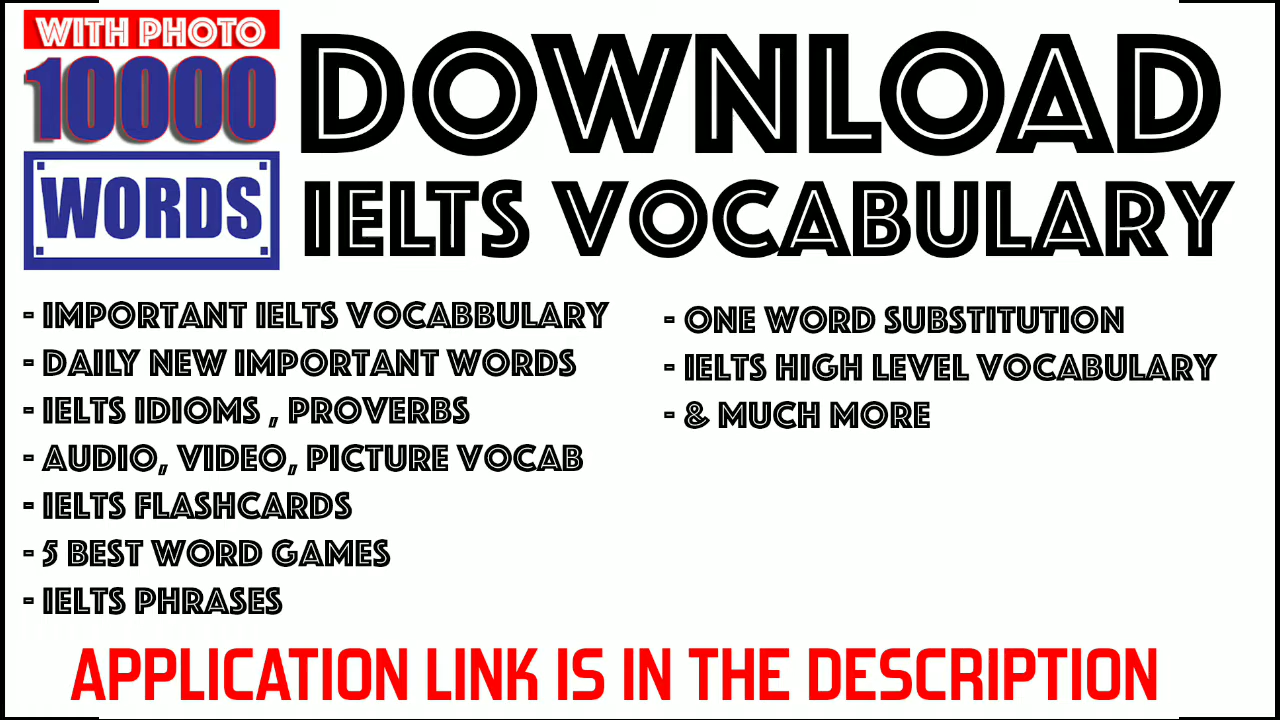 WITH PHOTO
10000
WORDS
DOWNLOAD
IELTS VOCABULARY
- IMPORTANT IELTS VOCABBULARY
- DAILY NEW IMPORTANT WORDS
- IELTS IDIOMS , PROVERBS
- AUDIO, VIDEO, PICTURE VOCAB
- IELTS FLASHCARDS
- 5 BEST WORD GAMES
- IELTS PHRASES
- ONE WORD SUBSTITUTION
- IELTS HIGH LEVEL VOCABULARY
- & MUCH MORE
APPLICATION LINK IS IN THE DESCRIPTION